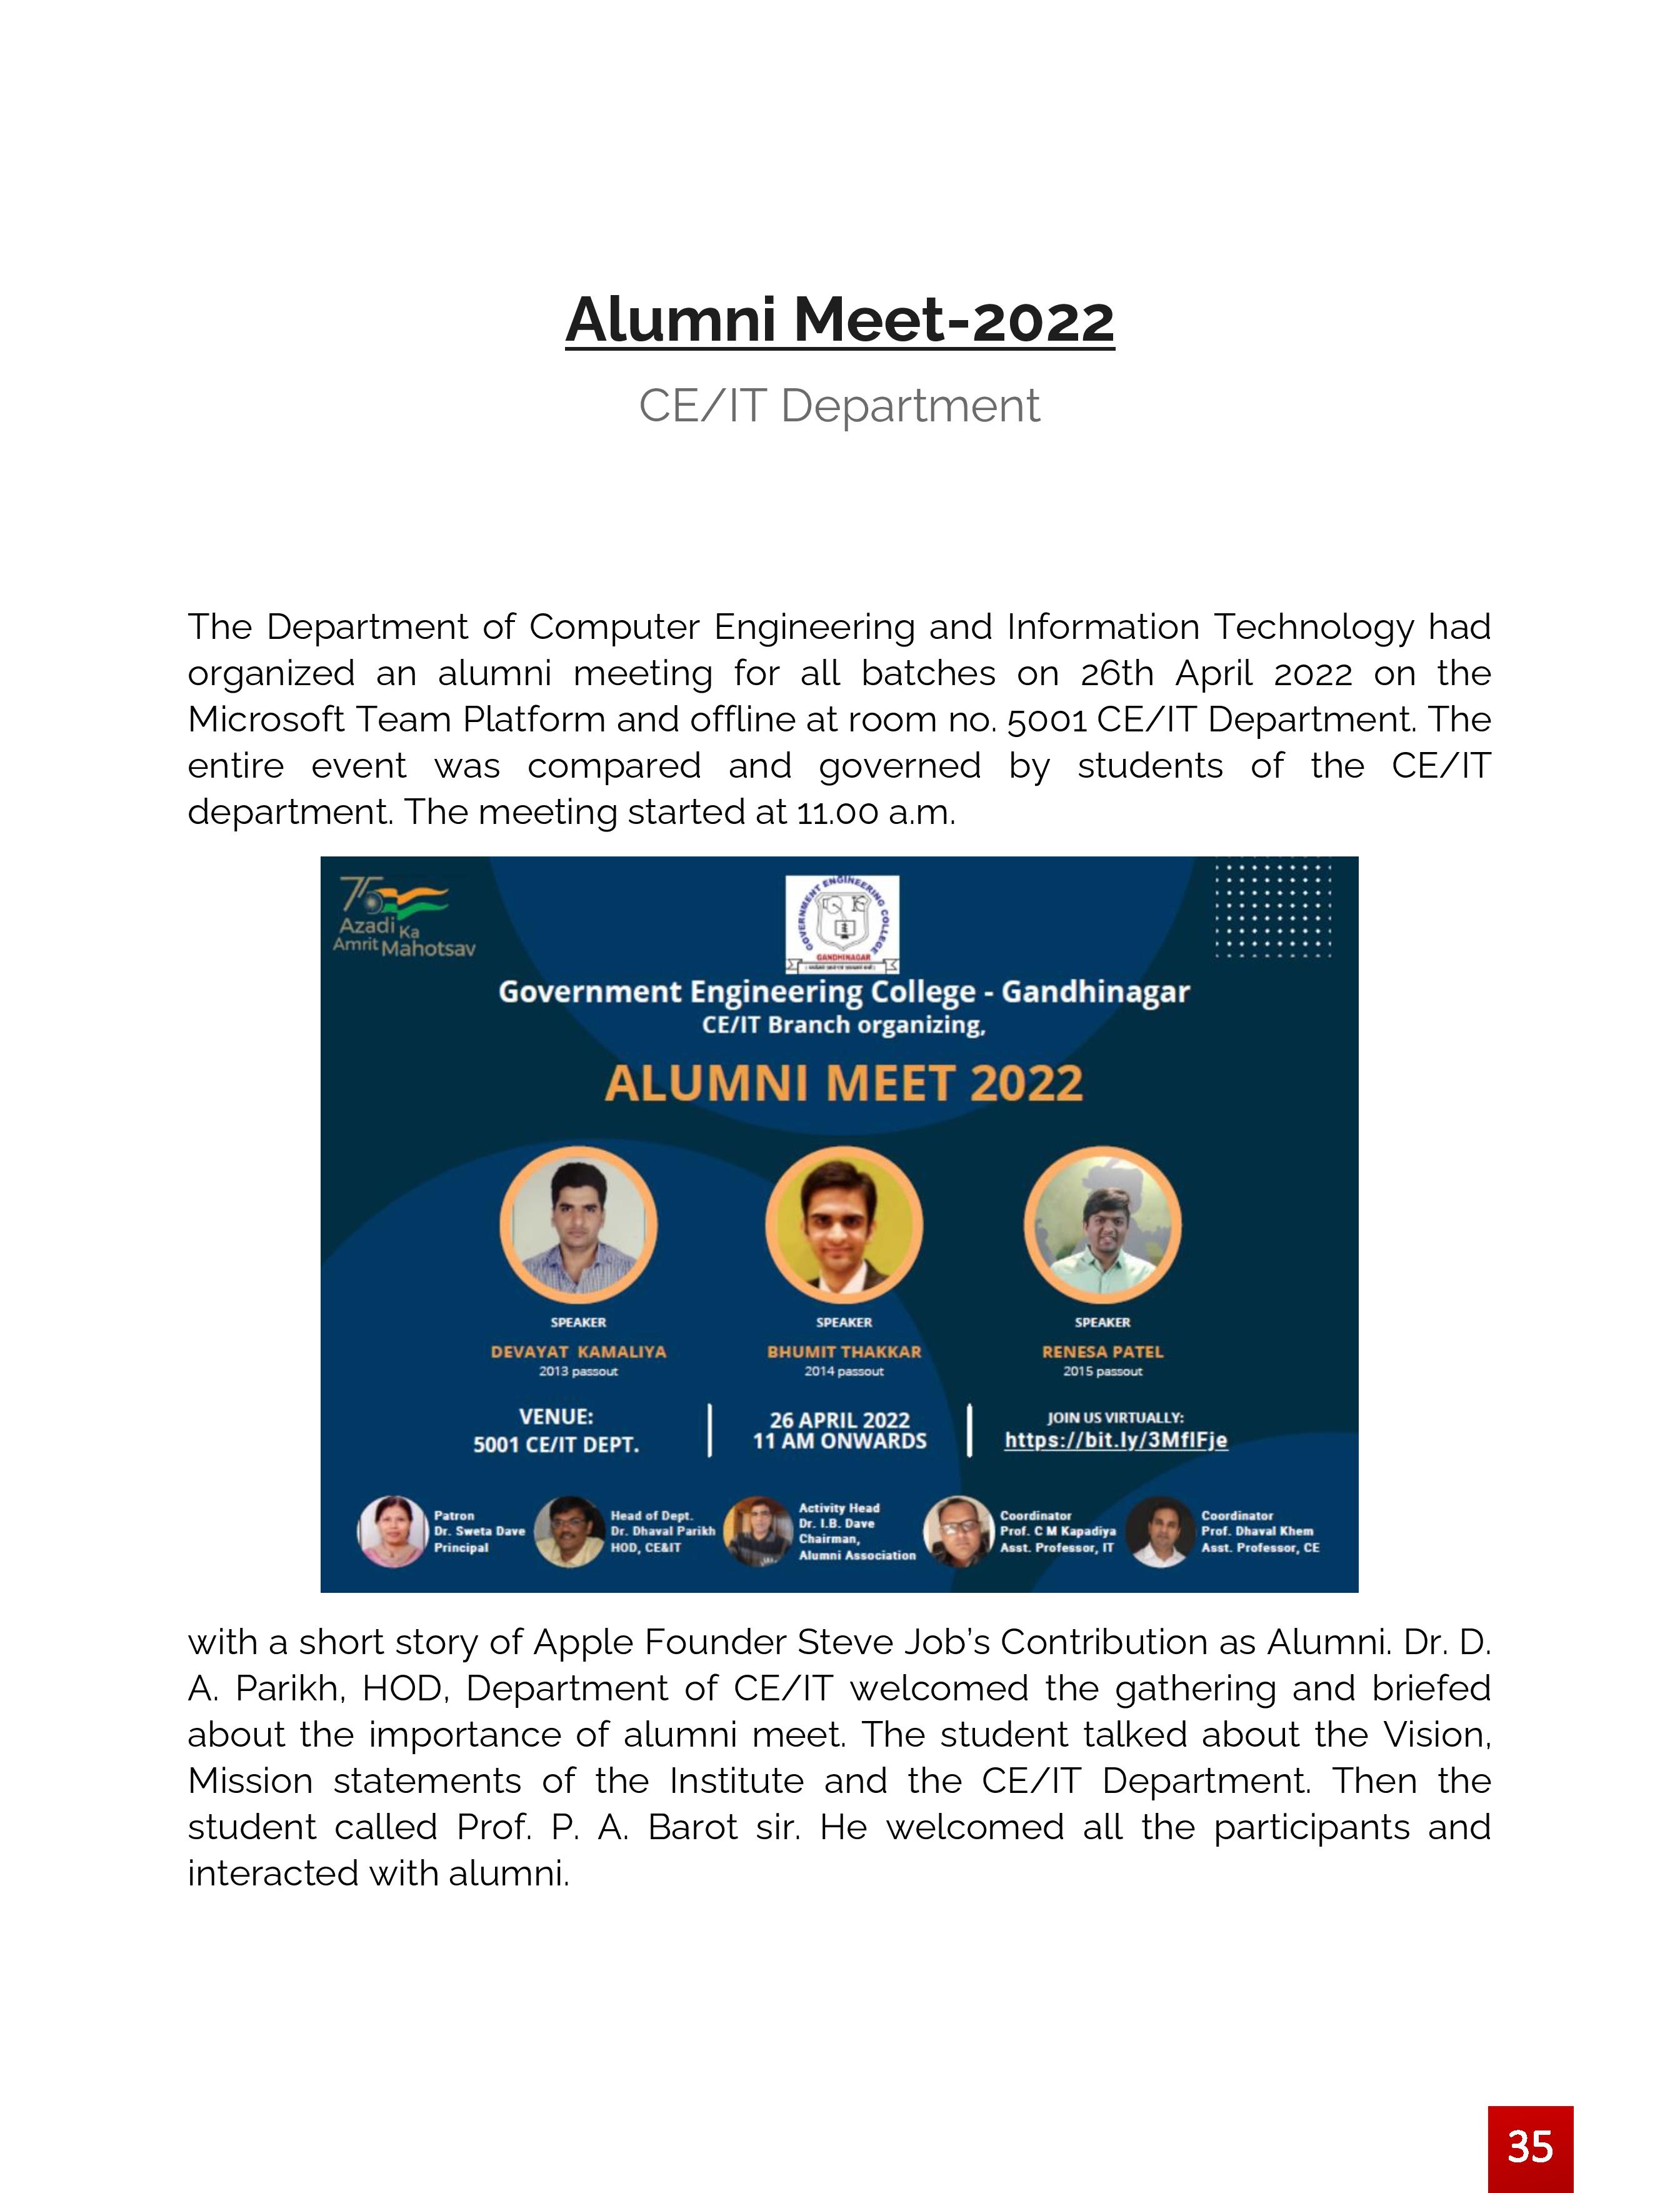 Alumni Meet-2022
CE/IT Department
The Department of Computer Engineering and Information Technology had
organized an alumni meeting for all batches on 26th April 2022 on the
Microsoft Team Platform and offline at room no. 5001 CE/IT Department. The
entire event was compared and governed by students of the CE/IT
department. The meeting started at 11.00 a.m.
75
Azadi Ka
Amrit Mahotsav
GOVERNMENT ENGINEERING COLLEGE
GANDHINAGAR
Government Engineering College - Gandhinagar
CE/IT Branch organizing,
ALUMNI MEET 2022
SPEAKER
DEVAYAT KAMALIYA
2013 passout
SPEAKER
BHUMIT THAKKAR
2014 passout
SPEAKER
RENESA PATEL
2015 passout
VENUE:
5001 CE/IT DEPT.
26 APRIL 2022
11 AM ONWARDS
JOIN US VIRTUALLY:
https://bit.ly/3MflFje
Patron
Dr. Sweta Dave
Principal
Head of Dept.
Dr. Dhaval Parikh
HOD, CE&IT
Activity Head
Dr. I.B. Dave
Chairman,
Alumni Association
Coordinator
Prof. C M Kapadiya
Asst. Professor, IT
Coordinator
Prof. Dhaval Khem
Asst. Professor, CE
with a short story of Apple Founder Steve Job's Contribution as Alumni. Dr. D.
A. Parikh, HOD, Department of CE/IT welcomed the gathering and briefed
about the importance of alumni meet. The student talked about the Vision,
Mission statements of the Institute and the CE/IT Department. Then the
student called Prof. P. A. Barot sir. He welcomed all the participants and
interacted with alumni.
35